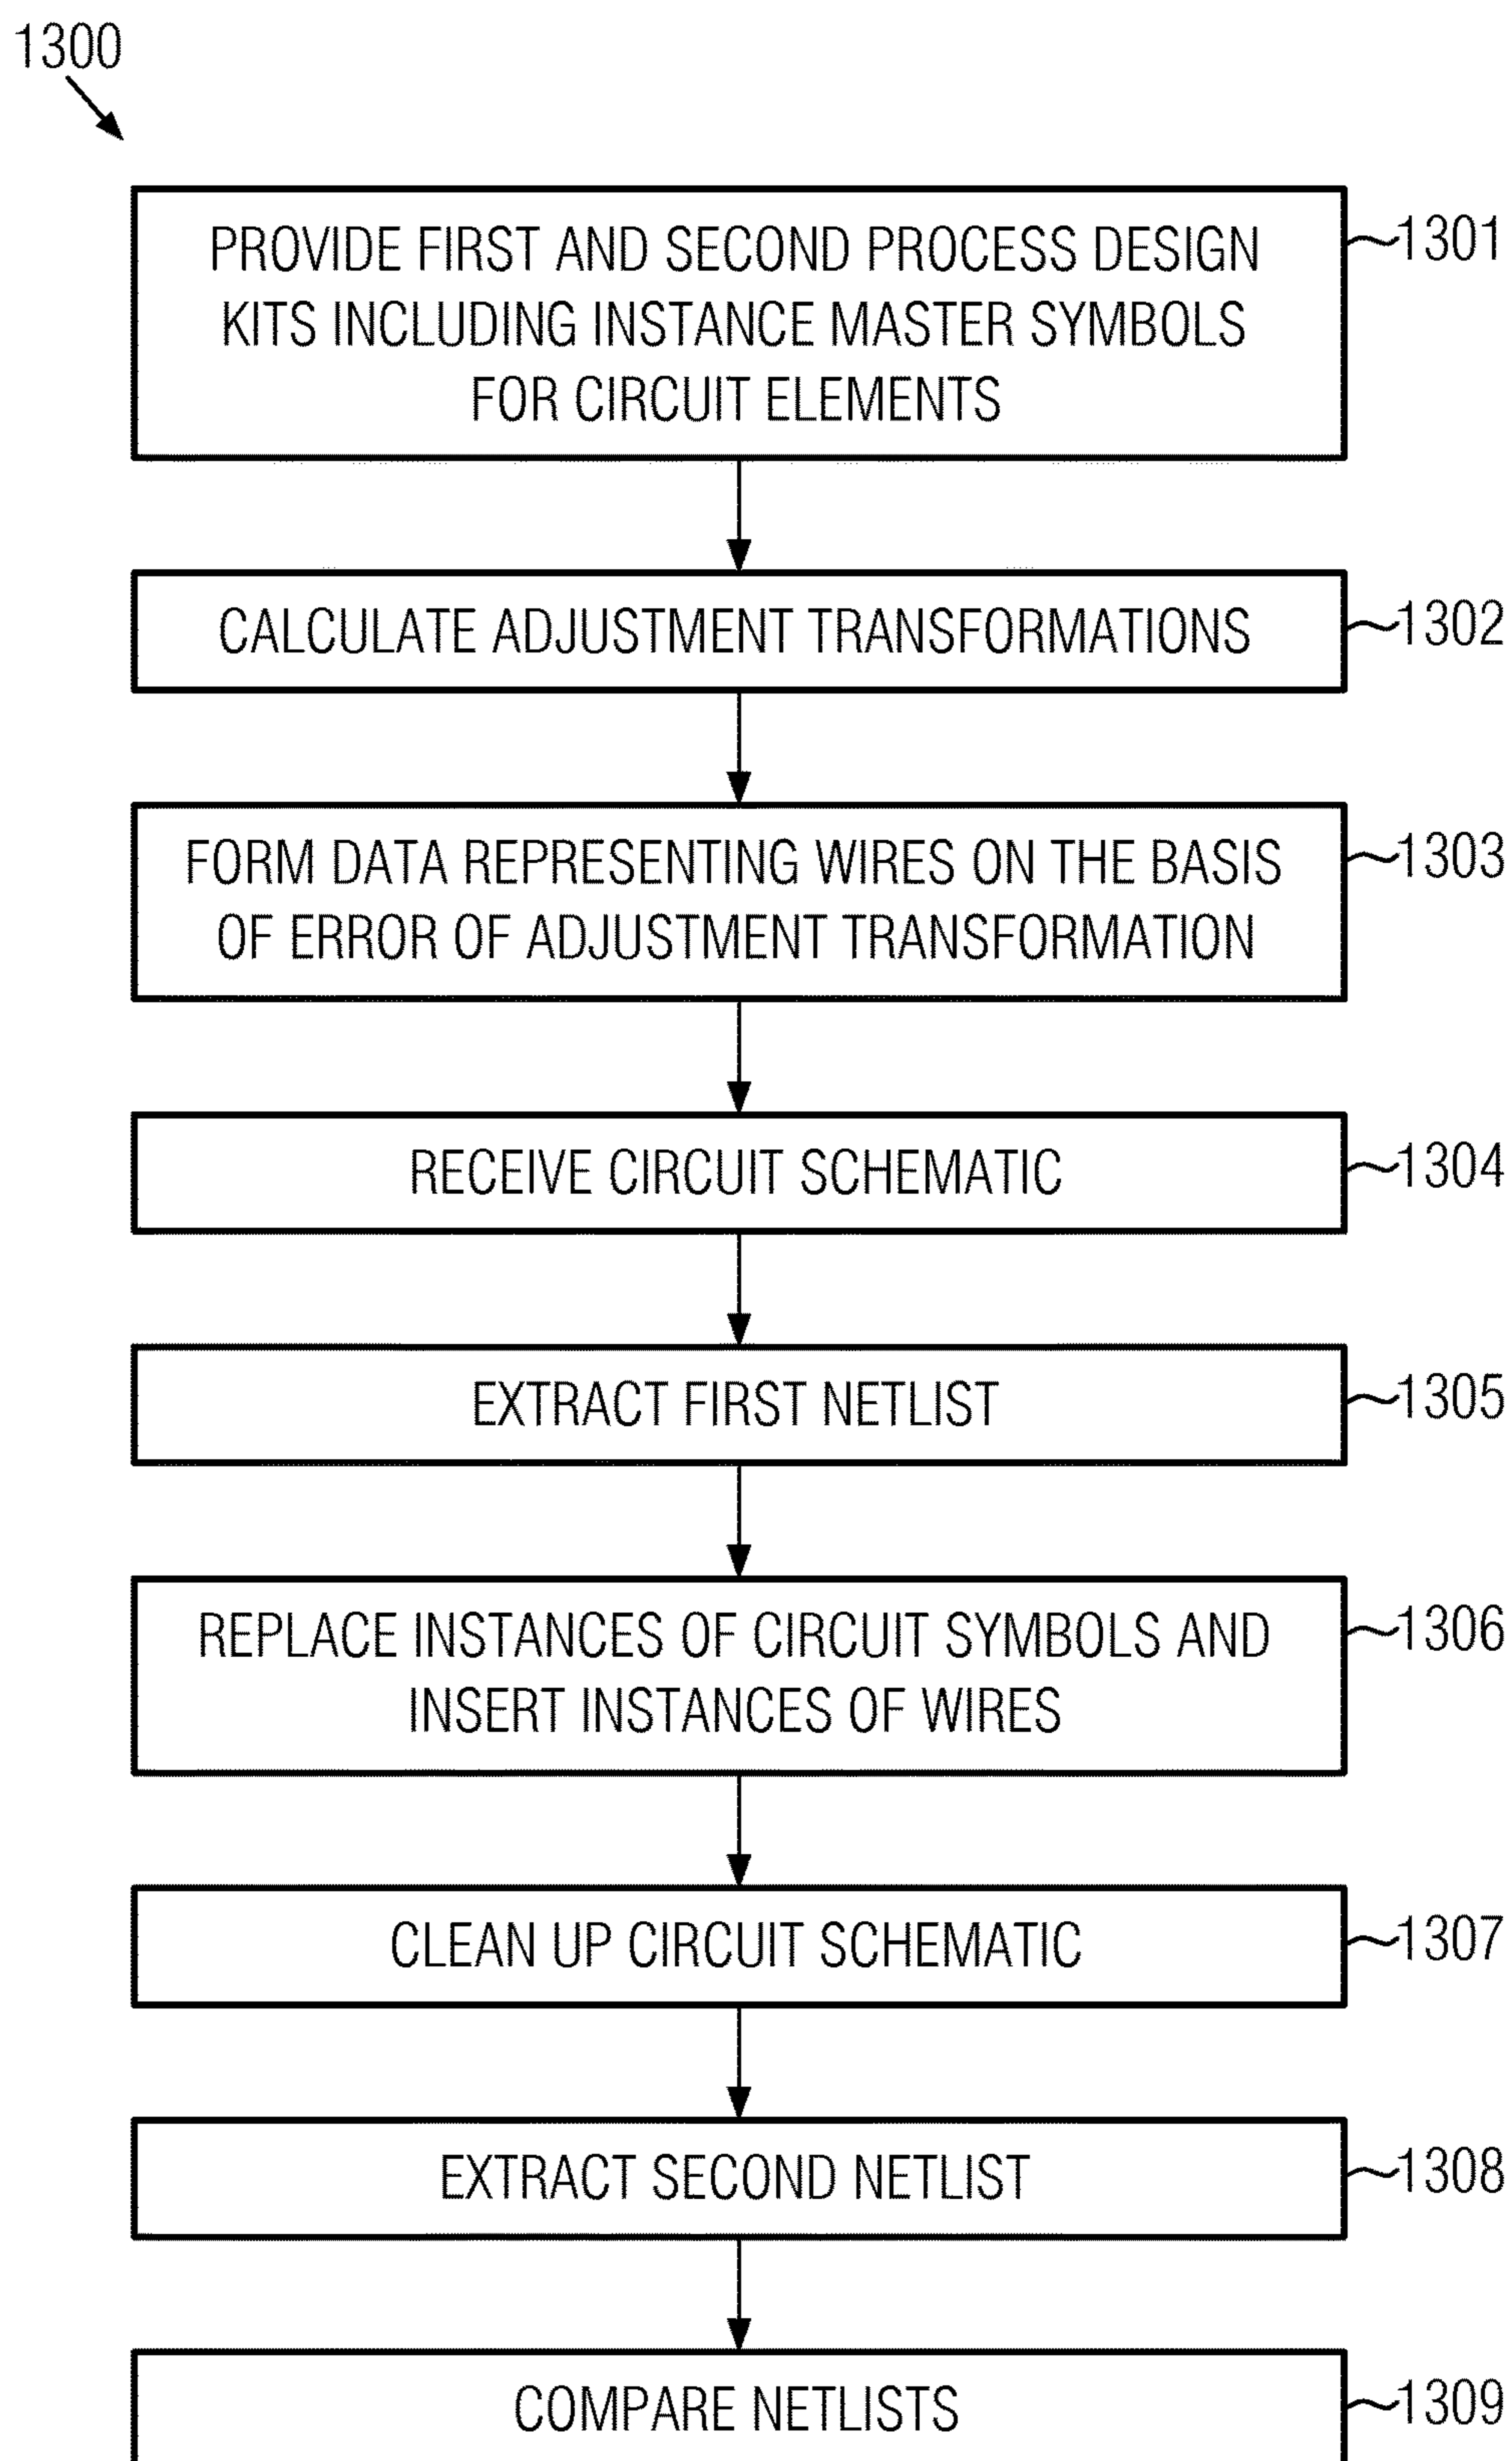 1300
PROVIDE FIRST AND SECOND PROCESS DESIGN
KITS INCLUDING INSTANCE MASTER SYMBOLS
FOR CIRCUIT ELEMENTS
1301
CALCULATE ADJUSTMENT TRANSFORMATIONS
1302
FORM DATA REPRESENTING WIRES ON THE BASIS
OF ERROR OF ADJUSTMENT TRANSFORMATION
1303
RECEIVE CIRCUIT SCHEMATIC
1304
EXTRACT FIRST NETLIST
1305
REPLACE INSTANCES OF CIRCUIT SYMBOLS AND
INSERT INSTANCES OF WIRES
1306
CLEAN UP CIRCUIT SCHEMATIC
1307
EXTRACT SECOND NETLIST
1308
COMPARE NETLISTS
1309